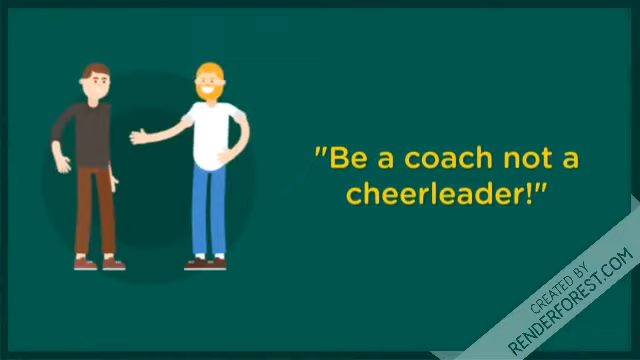 "Be a coach not a
cheerleader!"
CREATED BY
RENDERFOREST.COM